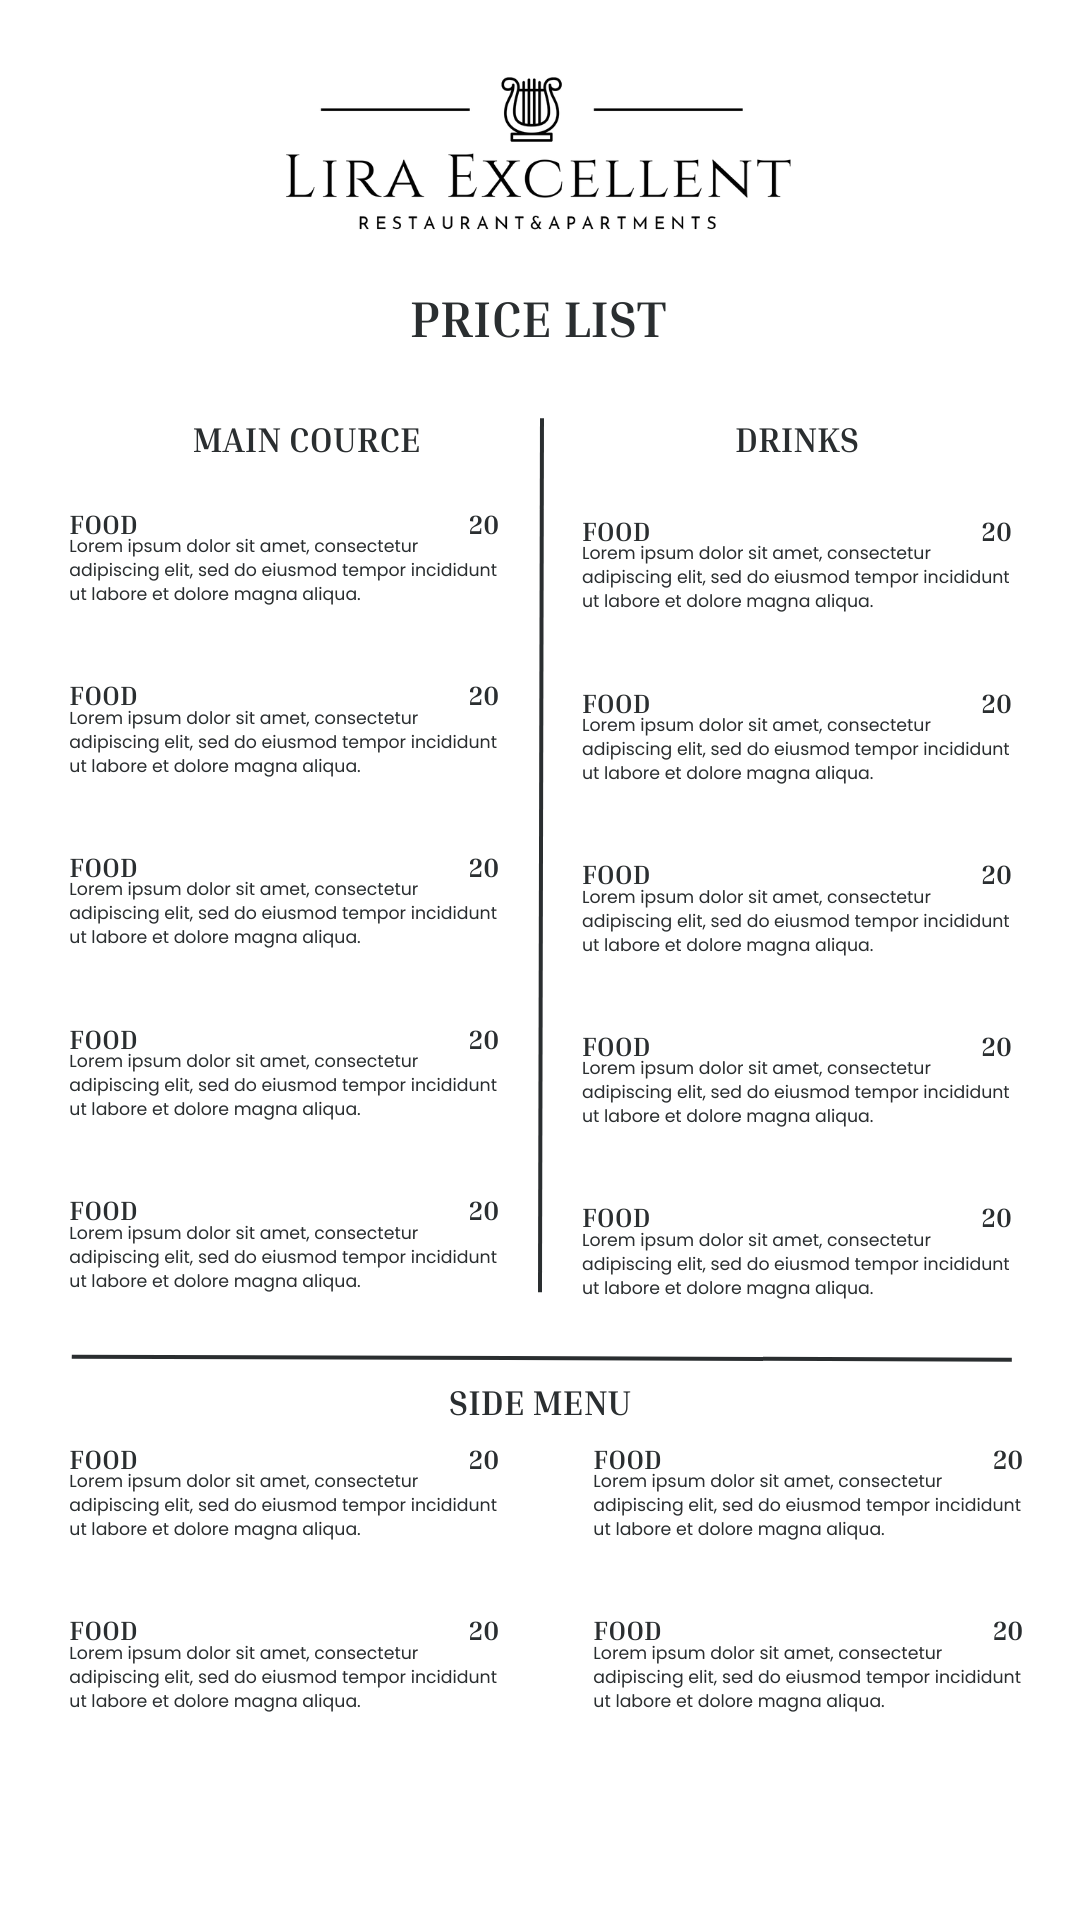 LIRA EXCELLENT
RESTAURANT&APARTMENTS
PRICE LIST
MAIN COURCE
FOOD 20
Lorem ipsum dolor sit amet, consectetur
adipiscing elit, sed do eiusmod tempor incididunt
ut labore et dolore magna aliqua.
FOOD 20
Lorem ipsum dolor sit amet, consectetur
adipiscing elit, sed do eiusmod tempor incididunt
ut labore et dolore magna aliqua.
FOOD 20
Lorem ipsum dolor sit amet, consectetur
adipiscing elit, sed do eiusmod tempor incididunt
ut labore et dolore magna aliqua.
FOOD 20
Lorem ipsum dolor sit amet, consectetur
adipiscing elit, sed do eiusmod tempor incididunt
ut labore et dolore magna aliqua.
FOOD 20
Lorem ipsum dolor sit amet, consectetur
adipiscing elit, sed do eiusmod tempor incididunt
ut labore et dolore magna aliqua.
DRINKS
FOOD 20
Lorem ipsum dolor sit amet, consectetur
adipiscing elit, sed do eiusmod tempor incididunt
ut labore et dolore magna aliqua.
FOOD 20
Lorem ipsum dolor sit amet, consectetur
adipiscing elit, sed do eiusmod tempor incididunt
ut labore et dolore magna aliqua.
FOOD 20
Lorem ipsum dolor sit amet, consectetur
adipiscing elit, sed do eiusmod tempor incididunt
ut labore et dolore magna aliqua.
FOOD 20
Lorem ipsum dolor sit amet, consectetur
adipiscing elit, sed do eiusmod tempor incididunt
ut labore et dolore magna aliqua.
FOOD 20
Lorem ipsum dolor sit amet, consectetur
adipiscing elit, sed do eiusmod tempor incididunt
ut labore et dolore magna aliqua.
SIDE MENU
FOOD 20
Lorem ipsum dolor sit amet, consectetur
adipiscing elit, sed do eiusmod tempor incididunt
ut labore et dolore magna aliqua.
FOOD 20
Lorem ipsum dolor sit amet, consectetur
adipiscing elit, sed do eiusmod tempor incididunt
ut labore et dolore magna aliqua.
FOOD 20
Lorem ipsum dolor sit amet, consectetur
adipiscing elit, sed do eiusmod tempor incididunt
ut labore et dolore magna aliqua.
FOOD 20
Lorem ipsum dolor sit amet, consectetur
adipiscing elit, sed do eiusmod tempor incididunt
ut labore et dolore magna aliqua.